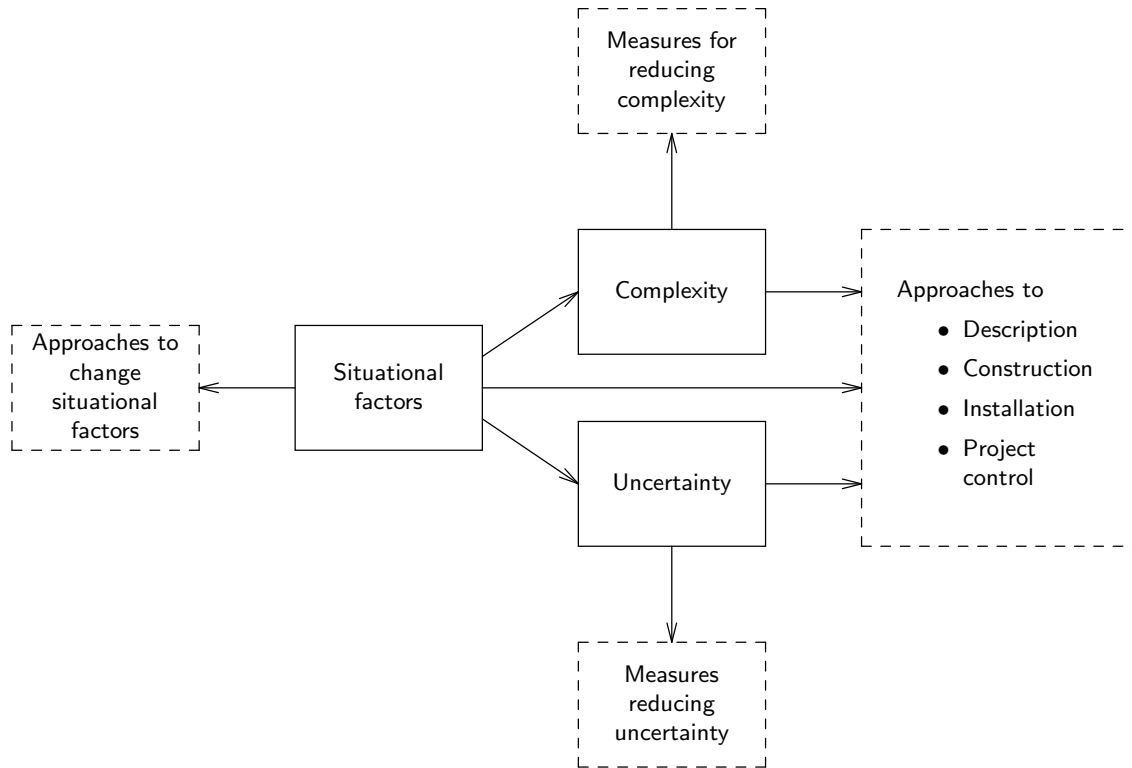 Measures for
reducing
complexity
Complexity
Approaches to
• Description
• Construction
• Installation
• Project
control
Approaches to
change
situational
factors
Situational
factors
Uncertainty
Measures
reducing
uncertainty